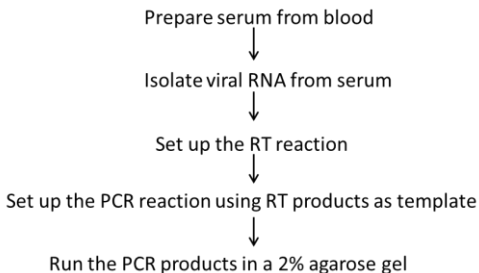 Prepare serum from blood
Isolate viral RNA from serum
Set up the RT reaction
Set up the PCR reaction using RT products as template
Run the PCR products in a 2% agarose gel